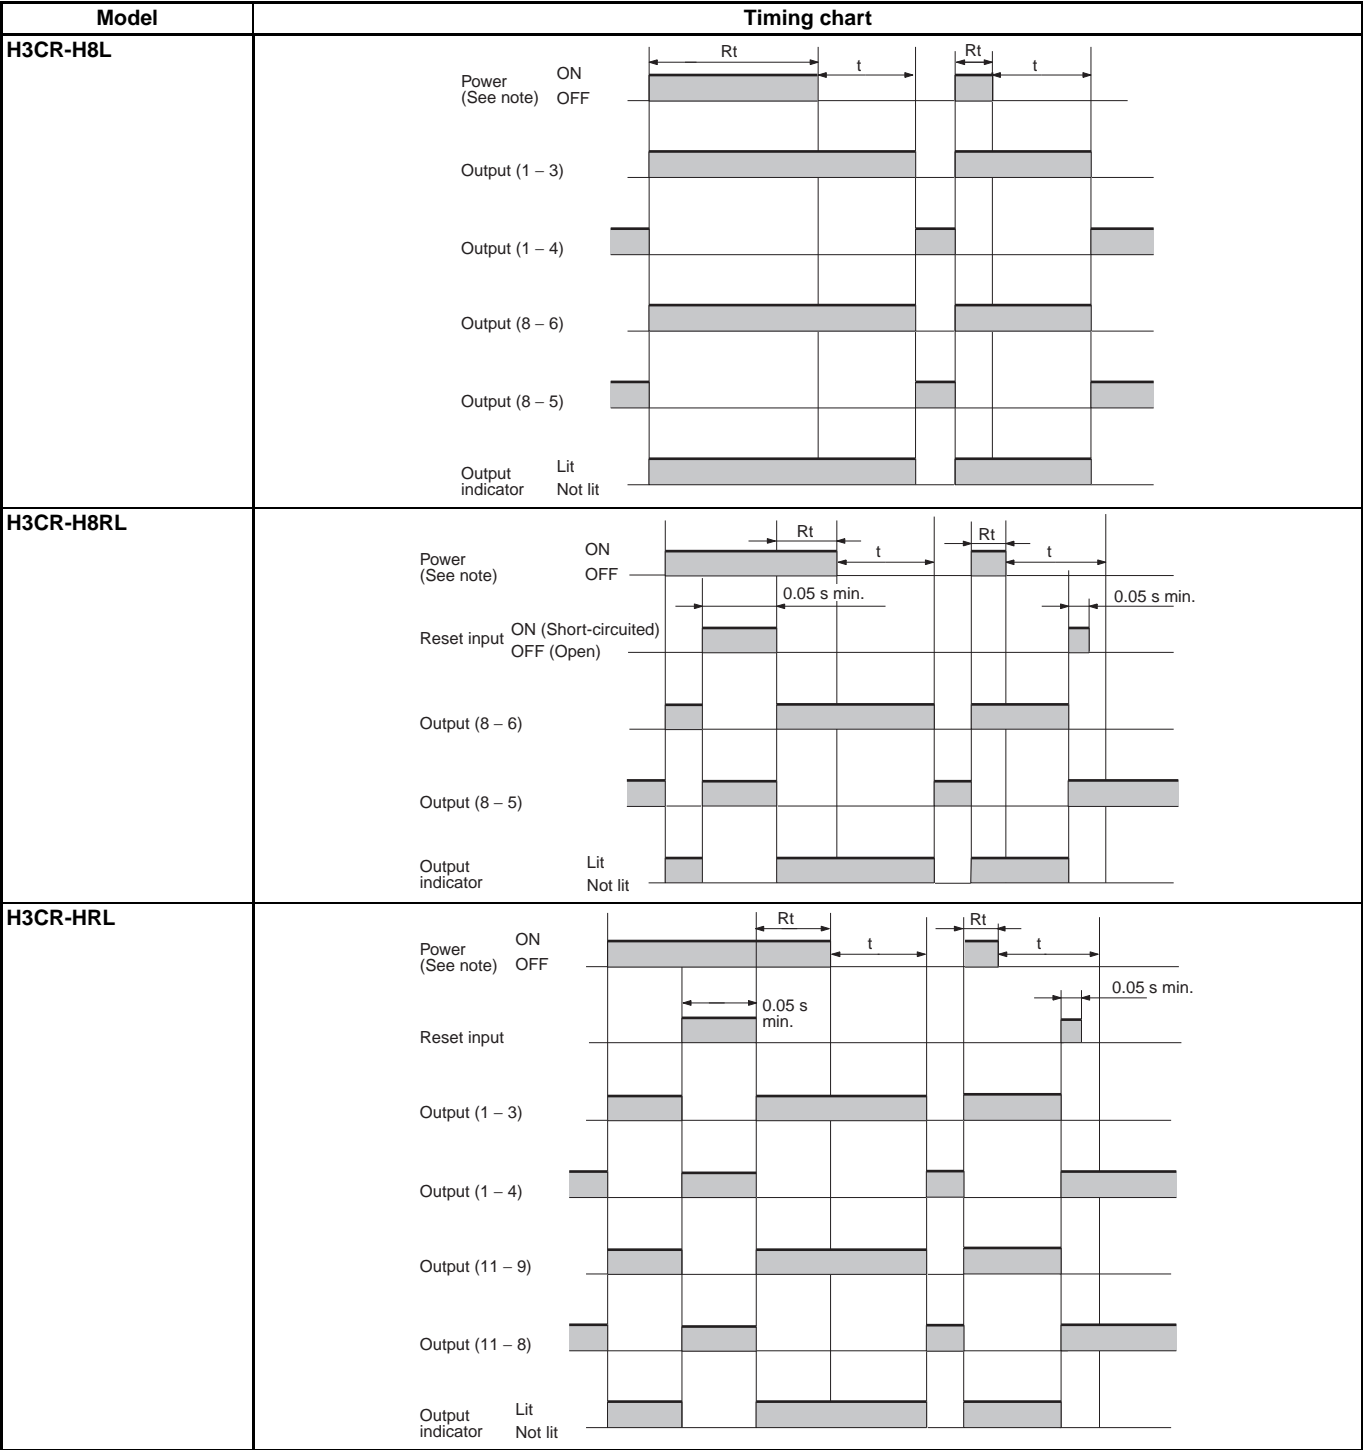 Model Timing chart
H3CR-H8L
Rt t Rt t
Power
(See note)
ON
OFF
Output (1 − 3)
Output (1 − 4)
Output (8 − 6)
Output (8 − 5)
Output
indicator
Lit
Not lit
H3CR-H8RL
Rt t Rt t
Power
(See note)
ON
OFF
0.05 s min. 0.05 s min.
Reset input
ON (Short-circuited)
OFF (Open)
Output (8 − 6)
Output (8 − 5)
Output
indicator
Lit
Not lit
H3CR-HRL
Rt t Rt t
Power
(See note)
ON
OFF
0.05 s
min.
0.05 s min.
Reset input
Output (1 − 3)
Output (1 − 4)
Output (11 − 9)
Output (11 − 8)
Output
indicator
Lit
Not lit